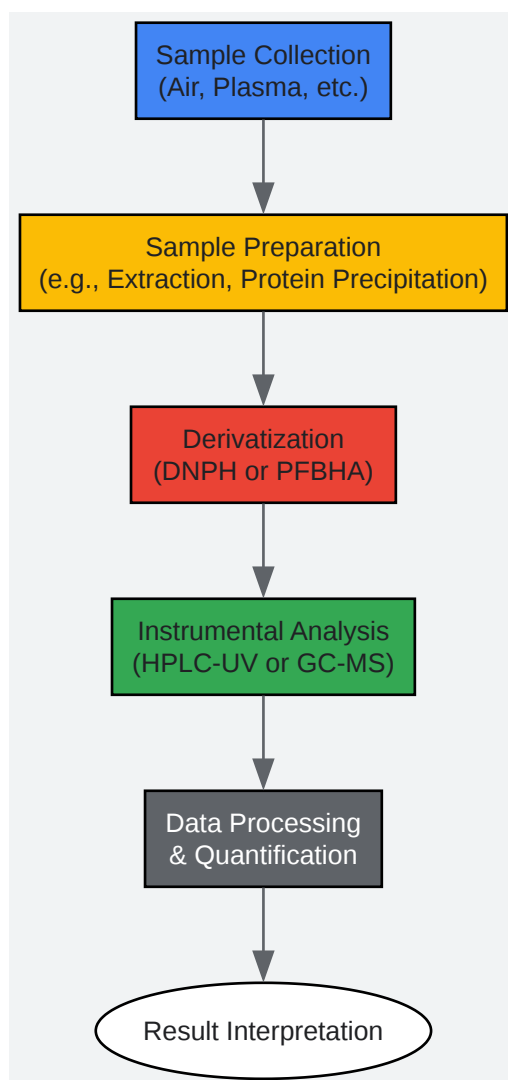 Sample Collection
(Air, Plasma, etc.)
Sample Preparation
(e.g., Extraction, Protein Precipitation)
Derivatization
(DNPH or PFBHA)
Instrumental Analysis
(HPLC-UV or GC-MS)
Data Processing
& Quantification
Result Interpretation